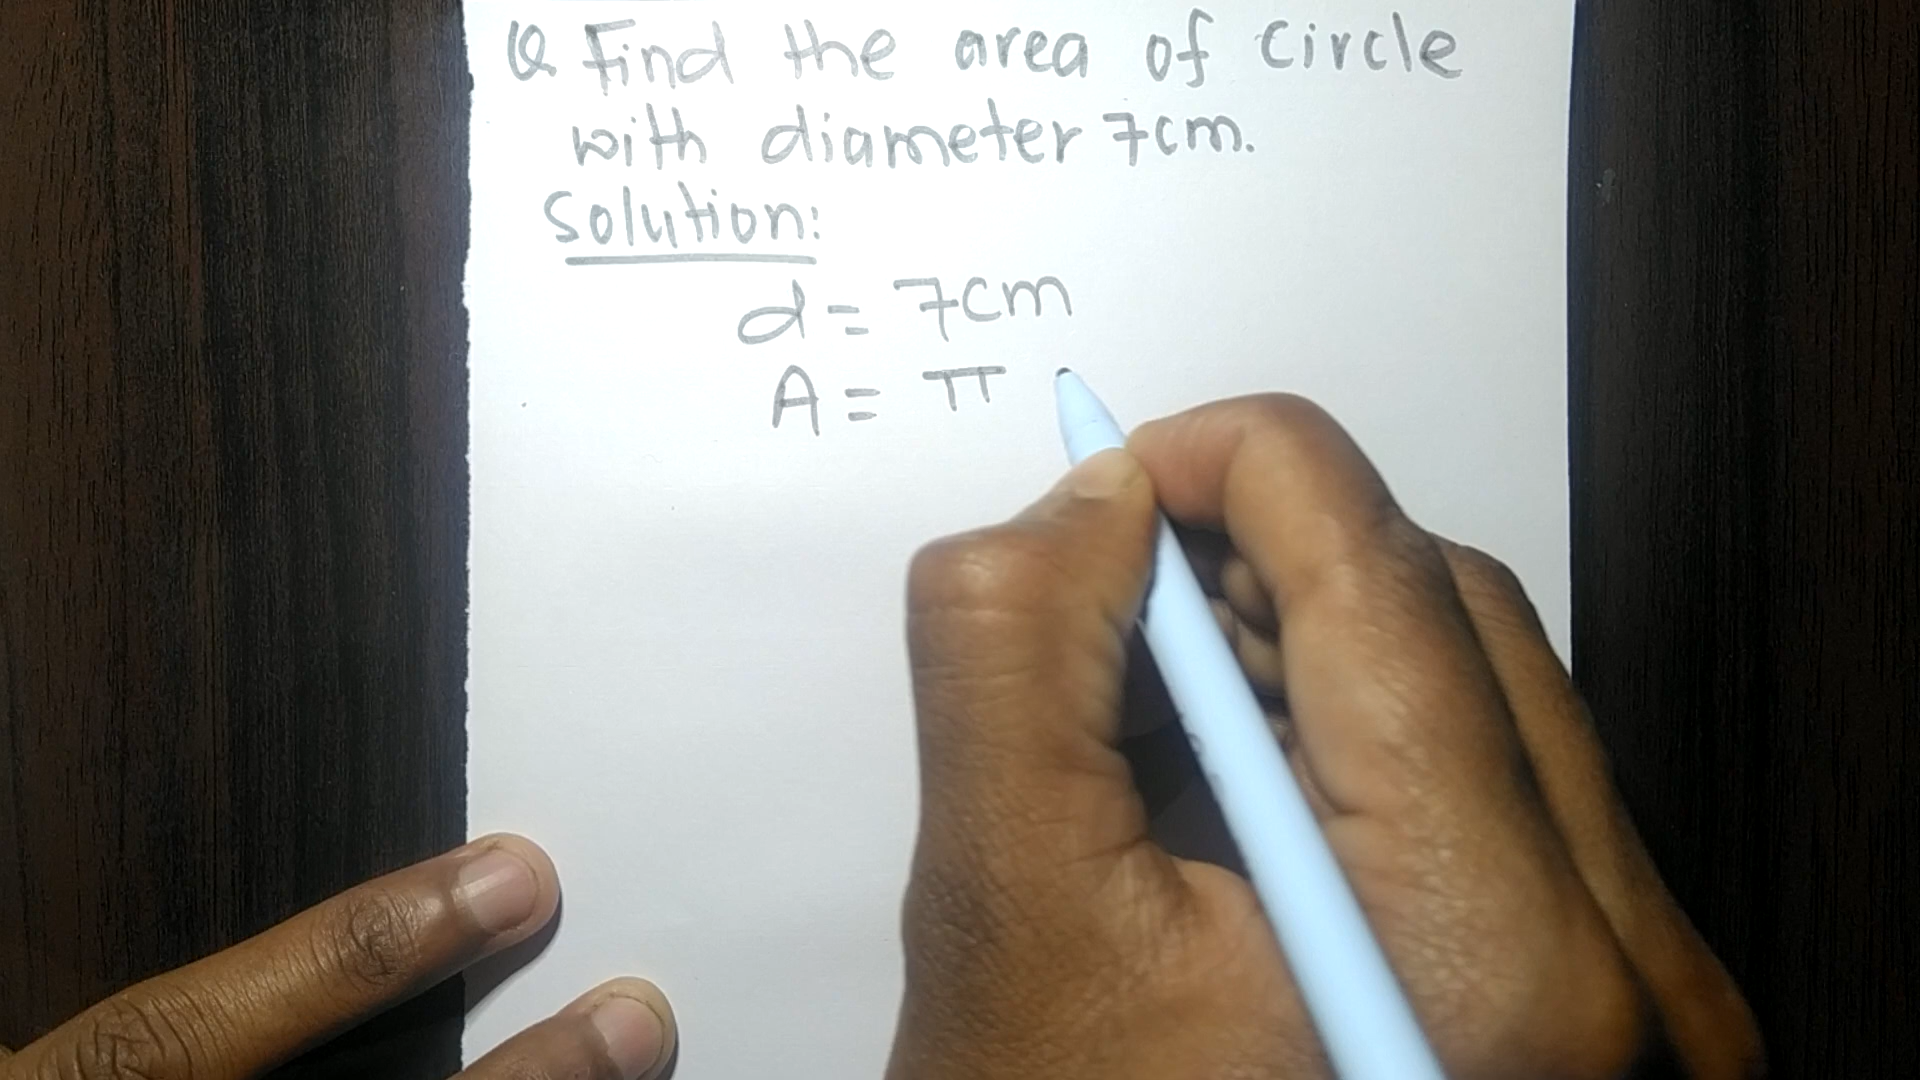 Q. Find the area of circle
with diameter 7cm.
Solution:
d = 7cm
A = π